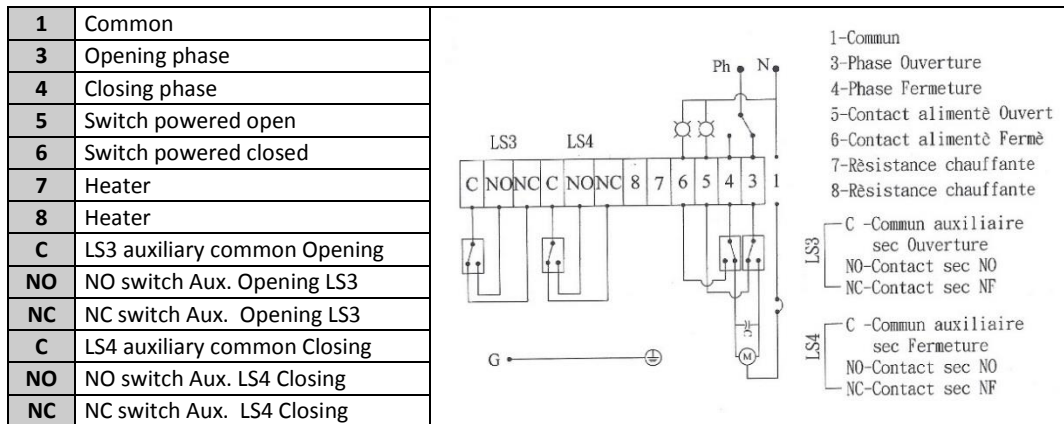 1 Common
3 Opening phase
4 Closing phase
5 Switch powered open
6 Switch powered closed
7 Heater
8 Heater
C LS3 auxiliary common Opening
NO NO switch Aux. Opening LS3
NC NC switch Aux.  Opening LS3
C LS4 auxiliary common Closing
NO NO switch Aux. LS4 Closing
NC NC switch Aux.  LS4 Closing
Ph N
LS3 LS4
C NO NC C NO NC 8 7 6 5 4 3 1
M
G
1-Commun
3-Phase Ouverture
4-Phase Fermeture
5-Contact alimentè Ouvert
6-Contact alimentè Fermè
7-Rèsistance chauffante
8-Rèsistance chauffante
LS3
C -Commun auxiliaire
sec Ouverture
NO-Contact sec NO
NC-Contact sec NF
LS4
C -Commun auxiliaire
sec Fermeture
NO-Contact sec NO
NC-Contact sec NF